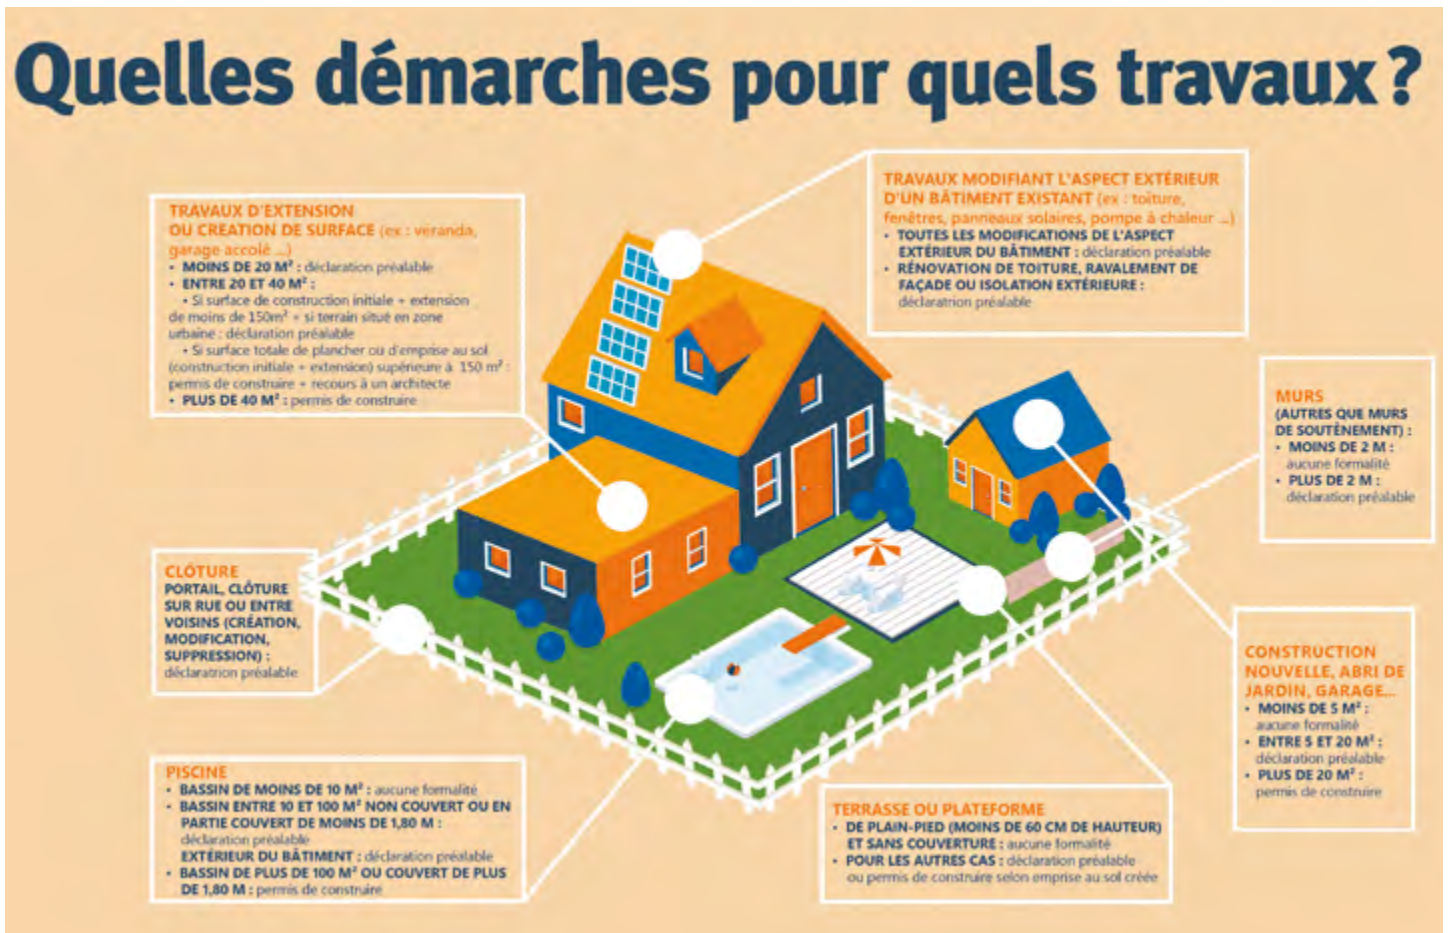 Quelles démarches pour quels travaux ?
TRAVAUX D'EXTENSION
OU CREATION DE SURFACE (ex : véranda,
garage accolé ...)
• MOINS DE 20 M² : déclaration préalable
• ENTRE 20 ET 40 M² :
• Si surface de construction initiale + extension
de moins de 150m² + si terrain situé en zone
urbaine : déclaration préalable
• Si surface totale de plancher ou d'emprise au sol
(construction initiale + extension) supérieure à 150 m² :
permis de construire + recours à un architecte
• PLUS DE 40 M² : permis de construire
TRAVAUX MODIFIANT L'ASPECT EXTÉRIEUR
D'UN BÂTIMENT EXISTANT (ex : toiture,
fenêtres, panneaux solaires, pompe à chaleur ...)
• TOUTES LES MODIFICATIONS DE L'ASPECT
EXTÉRIEUR DU BÂTIMENT : déclaration préalable
• RÉNOVATION DE TOITURE, RAVALEMENT DE
FAÇADE OU ISOLATION EXTÉRIEURE :
déclaratrion préalable
MURS
(AUTRES QUE MURS
DE SOUTÈNEMENT) :
• MOINS DE 2 M :
aucune formalité
• PLUS DE 2 M :
déclaration préalable
CLÔTURE
PORTAIL, CLÔTURE
SUR RUE OU ENTRE
VOISINS (CRÉATION,
MODIFICATION,
SUPPRESSION) :
déclaratrion préalable
CONSTRUCTION
NOUVELLE, ABRI DE
JARDIN, GARAGE...
• MOINS DE 5 M² :
aucune formalité
• ENTRE 5 ET 20 M² :
déclaration préalable
• PLUS DE 20 M² :
permis de construire
PISCINE
• BASSIN DE MOINS DE 10 M² : aucune formalité
• BASSIN ENTRE 10 ET 100 M² NON COUVERT OU EN
PARTIE COUVERT DE MOINS DE 1,80 M :
déclaration préalable
EXTÉRIEUR DU BÂTIMENT : déclaration préalable
• BASSIN DE PLUS DE 100 M² OU COUVERT DE PLUS
DE 1,80 M : permis de construire
TERRASSE OU PLATEFORME
• DE PLAIN-PIED (MOINS DE 60 CM DE HAUTEUR)
ET SANS COUVERTURE : aucune formalité
• POUR LES AUTRES CAS : déclaration préalable
ou permis de construire selon emprise au sol créée